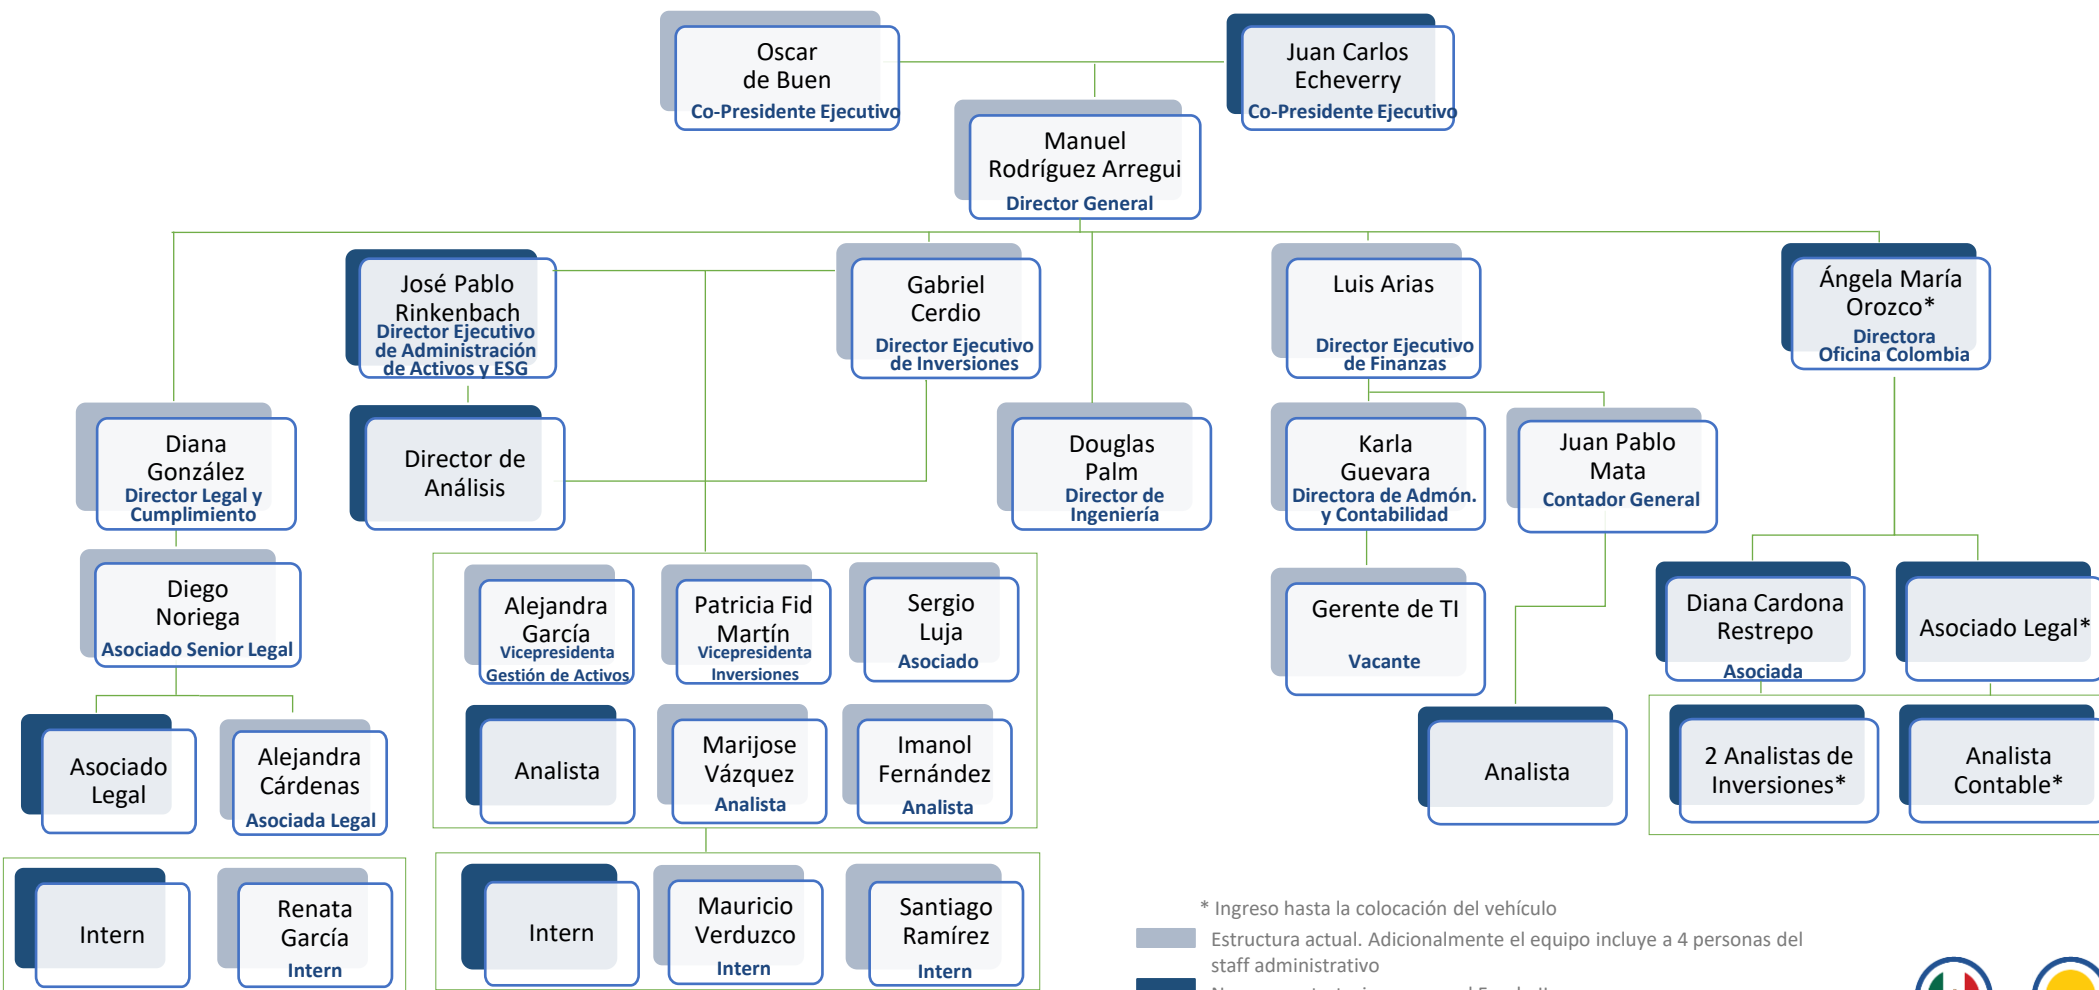 Oscar
de Buen
Co-Presidente Ejecutivo
Juan Carlos
Echeverry
Co-Presidente Ejecutivo
Manuel
Rodríguez Arregui
Director General
José Pablo
Rinkenbach
Director Ejecutivo
de Administración
de Activos y ESG
Gabriel
Cerdio
Director Ejecutivo
de Inversiones
Luis Arias
Director Ejecutivo
de Finanzas
Ángela María
Orozco*
Directora
Oficina Colombia
Diana
González
Director Legal y
Cumplimiento
Director de
Análisis
Douglas
Palm
Director de
Ingeniería
Karla
Guevara
Directora de Admón.
y Contabilidad
Juan Pablo
Mata
Contador General
Diego
Noriega
Asociado Senior Legal
Alejandra
García
Vicepresidenta
Gestión de Activos
Patricia Fid
Martín
Vicepresidenta
Inversiones
Sergio
Luja
Asociado
Gerente de TI
Vacante
Diana Cardona
Restrepo
Asociada
Asociado Legal*
Asociado
Legal
Alejandra
Cárdenas
Asociada Legal
Analista
Marijose
Vázquez
Analista
Imanol
Fernández
Analista
Analista
2 Analistas de
Inversiones*
Analista
Contable*
Intern
Renata
García
Intern
Intern
Mauricio
Verduzco
Intern
Santiago
Ramírez
Intern
* Ingreso hasta la colocación del vehículo
Estructura actual. Adicionalmente el equipo incluye a 4 personas del
staff administrativo